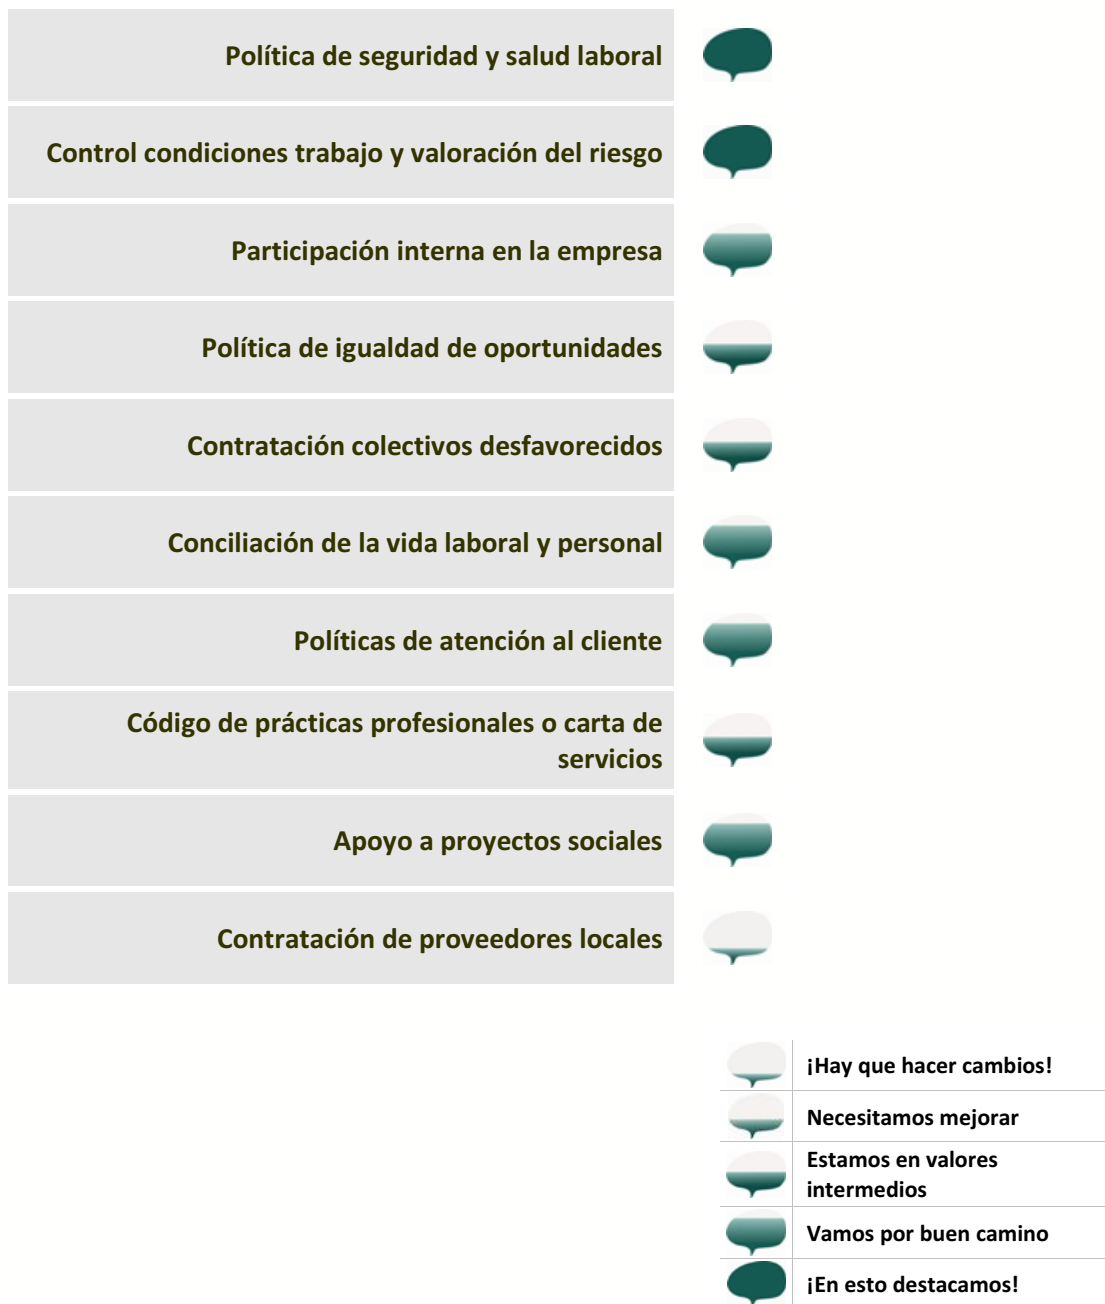 Política de seguridad y salud laboral
Control condiciones trabajo y valoración del riesgo
Participación interna en la empresa
Política de igualdad de oportunidades
Contratación colectivos desfavorecidos
Conciliación de la vida laboral y personal
Políticas de atención al cliente
Código de prácticas profesionales o carta de
servicios
Apoyo a proyectos sociales
Contratación de proveedores locales
¡Hay que hacer cambios!
Necesitamos mejorar
Estamos en valores
intermedios
Vamos por buen camino
¡En esto destacamos!